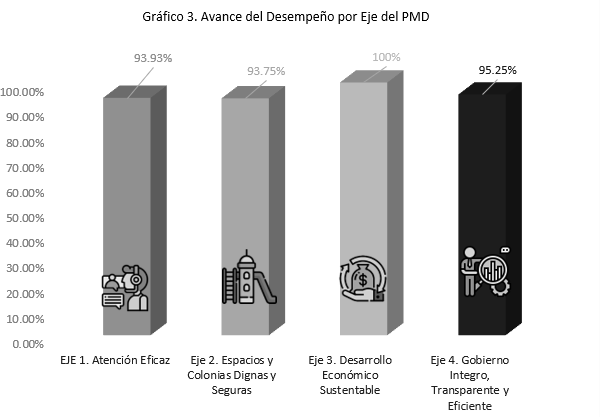 Gráfico 3. Avance del Desempeño por Eje del PMD
93.93%
93.75%
100%
95.25%
100.00%
90.00%
80.00%
70.00%
60.00%
50.00%
40.00%
30.00%
20.00%
10.00%
0.00%
EJE 1. Atención Eficaz
Eje 2. Espacios y
Colonias Dignas y
Seguras
Eje 3. Desarrollo
Económico
Sustentable
Eje 4. Gobierno
Integro,
Transparente y
Eficiente